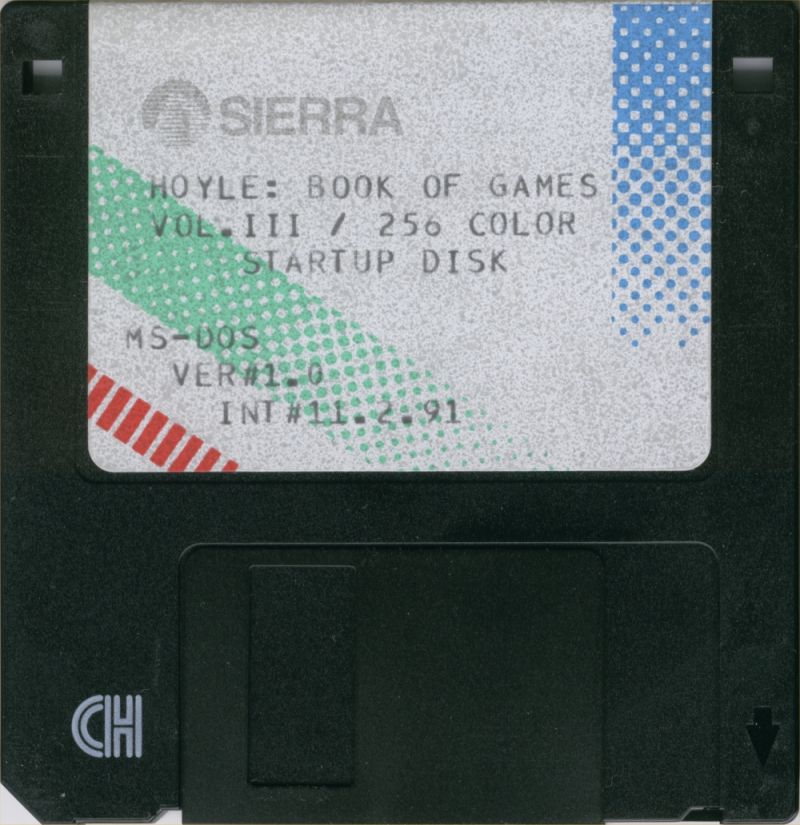 SIERRA
HOYLE: BOOK OF GAMES
VOL.III / 256 COLOR
STARTUP DISK
MS-DOS
VER#1.0
INT#11.2.91
CH